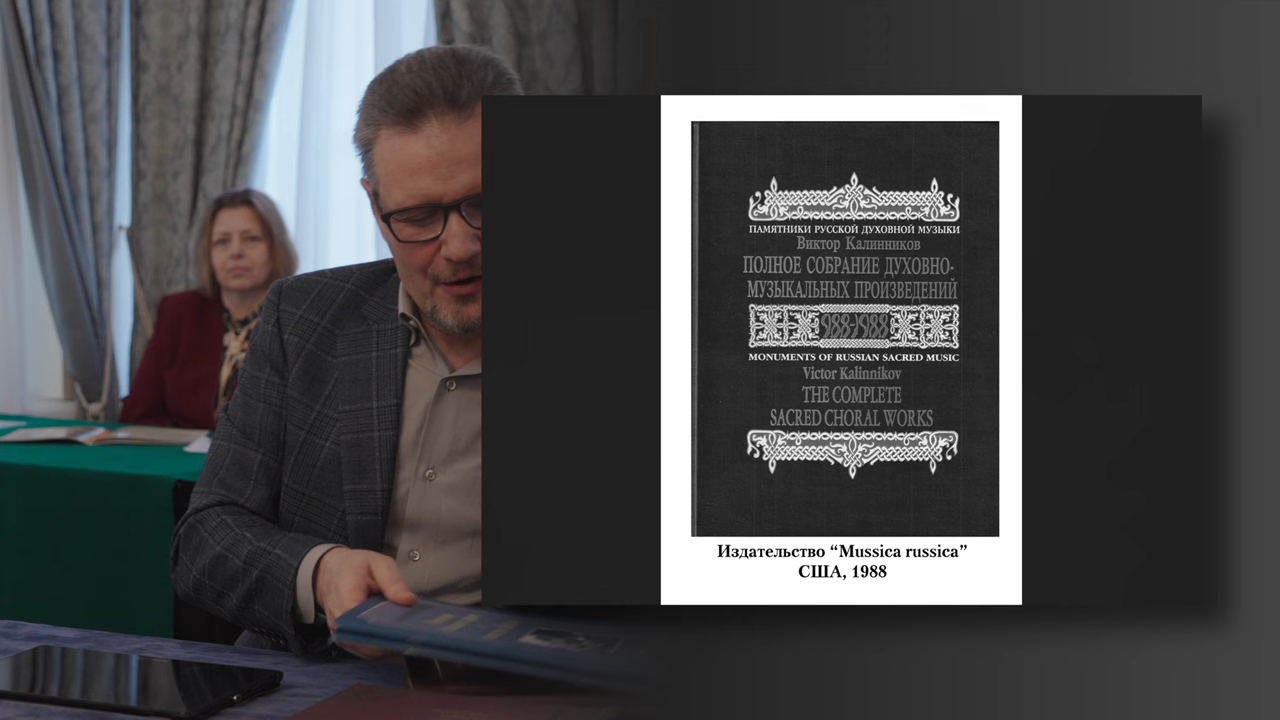 ПАМЯТНИКИ РУССКОЙ ДУХОВНОЙ МУЗЫКИ
Виктор Калинников
ПОЛНОЕ СОБРАНИЕ ДУХОВНО-
МУЗЫКАЛЬНЫХ ПРОИЗВЕДЕНИЙ
988-1988
MONUMENTS OF RUSSIAN SACRED MUSIC
Victor Kalinnikov
THE COMPLETE
SACRED CHORAL WORKS
Издательство “Mussica russica”
США, 1988